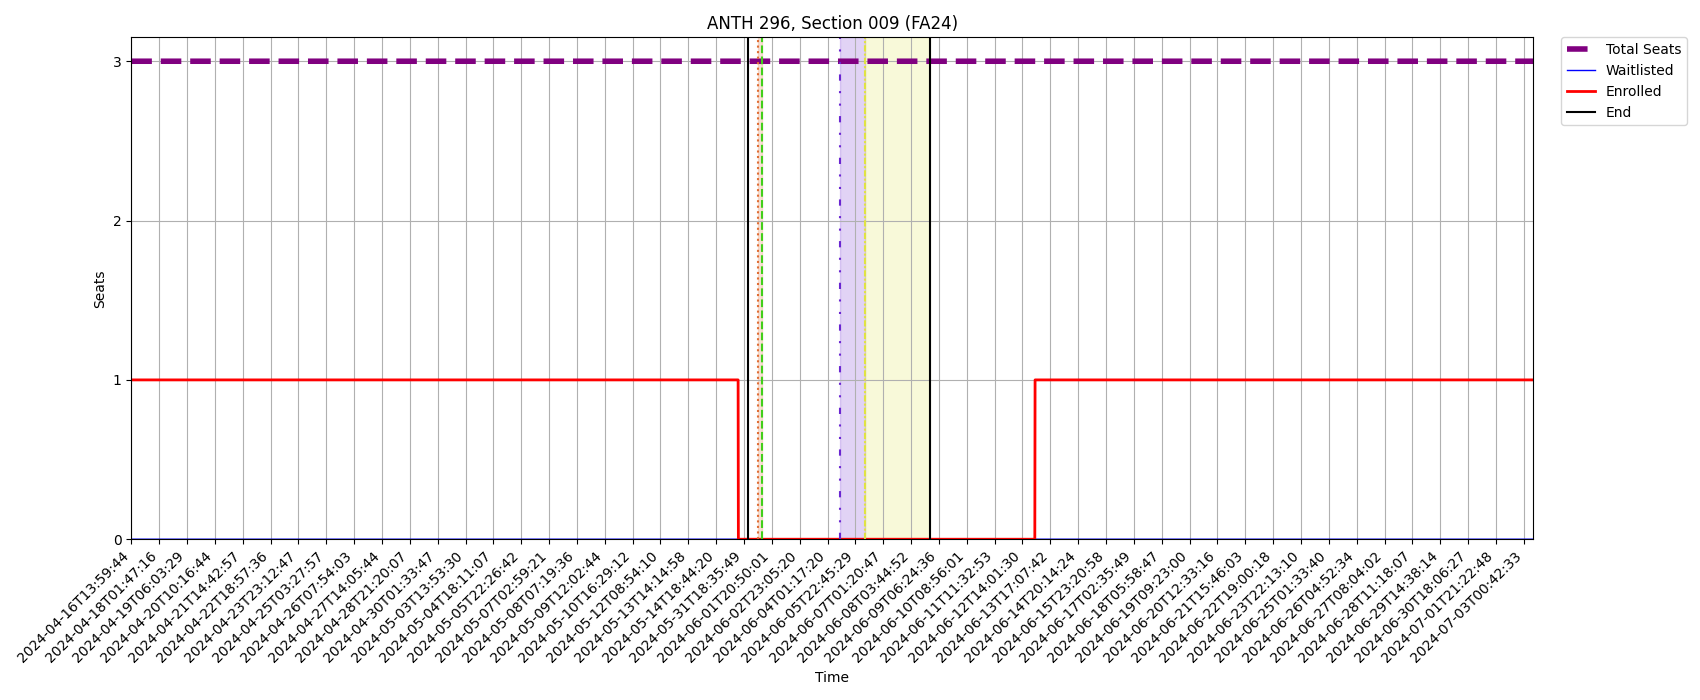 ANTH 296, Section 009 (FA24)
Total Seats
Waitlisted
Enrolled
End
3
2
1
0
Seats
2024-04-16T13:59:44
2024-04-18T01:47:16
2024-04-19T06:03:29
2024-04-20T10:16:44
2024-04-21T14:42:57
2024-04-22T18:57:36
2024-04-23T23:12:47
2024-04-25T03:27:57
2024-04-26T07:54:03
2024-04-27T14:05:44
2024-04-28T21:20:07
2024-04-30T01:33:47
2024-05-03T13:53:30
2024-05-04T18:11:07
2024-05-05T22:26:42
2024-05-07T02:59:21
2024-05-08T07:19:36
2024-05-09T12:02:44
2024-05-10T16:29:12
2024-05-12T08:54:10
2024-05-13T14:14:58
2024-05-14T18:44:20
2024-05-31T18:35:49
2024-06-01T20:50:01
2024-06-02T23:05:20
2024-06-04T01:17:20
2024-06-05T22:45:29
2024-06-07T01:20:47
2024-06-08T03:44:52
2024-06-09T06:24:36
2024-06-10T08:56:01
2024-06-11T11:32:53
2024-06-12T14:01:30
2024-06-13T17:07:42
2024-06-14T20:14:24
2024-06-15T23:20:58
2024-06-17T02:35:49
2024-06-18T05:58:47
2024-06-19T09:23:00
2024-06-20T12:33:16
2024-06-21T15:46:03
2024-06-22T19:00:18
2024-06-23T22:13:10
2024-06-25T01:33:40
2024-06-26T04:52:34
2024-06-27T08:04:02
2024-06-28T11:18:07
2024-06-29T14:38:14
2024-06-30T18:06:27
2024-07-01T21:22:48
2024-07-03T00:42:33
Time